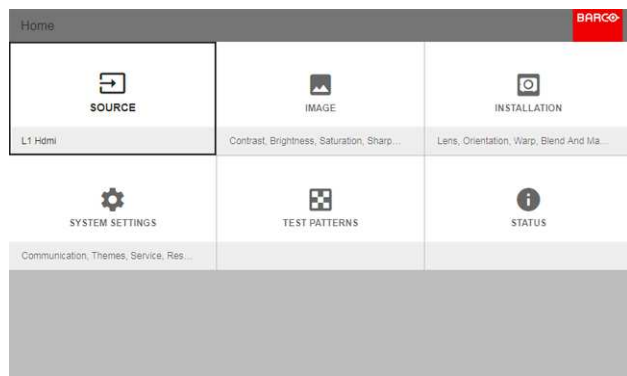 Home
BARCO
SOURCE
IMAGE
INSTALLATION
L1 Hdmi
Contrast, Brightness, Saturation, Sharp...
Lens, Orientation, Warp, Blend And Ma...
SYSTEM SETTINGS
TEST PATTERNS
STATUS
Communication, Themes, Service, Res...